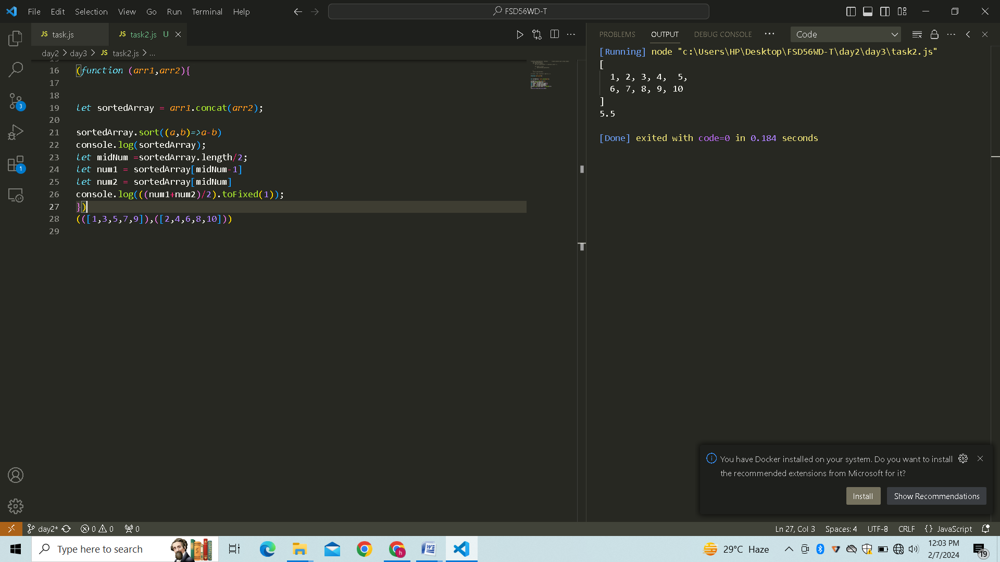 File Edit Selection View Go Run Terminal Help
FSD56WD-T
JS task.js
JS task2.js U
day2 > day3 > JS task2.js > ...
15
16 (function (arr1,arr2){
17
18
19 let sortedArray = arr1.concat(arr2);
20
21 sortedArray.sort((a,b)=>a-b)
22 console.log(sortedArray);
23 let midNum =sortedArray.length/2;
24 let num1 = sortedArray[midNum-1]
25 let num2 = sortedArray[midNum]
26 console.log(((num1+num2)/2).toFixed(1));
27 })
28 (([1,3,5,7,9]),([2,4,6,8,10]))
29
PROBLEMS OUTPUT DEBUG CONSOLE ... Code
[Running] node "c:\Users\HP\Desktop\FSD56WD-T\day2\day3\task2.js"
[
1, 2, 3, 4, 5,
6, 7, 8, 9, 10
]
5.5
[Done] exited with code=0 in 0.184 seconds
3
1
You have Docker installed on your system. Do you want to install
the recommended extensions from Microsoft for it?
Install Show Recommendations
day2* 0 0 0
Ln 27, Col 3 Spaces: 4 UTF-8 CRLF {} JavaScript
Type here to search
29°C Haze
12:03 PM
2/7/2024
19